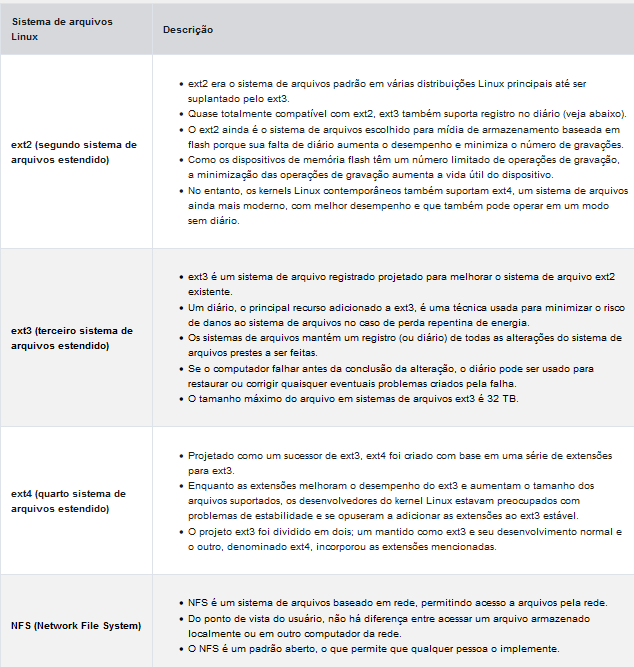 Sistema de arquivos
Linux
Descrição
ext2 (segundo sistema de
arquivos estendido)
• ext2 era o sistema de arquivos padrão em várias distribuições Linux principais até ser
suplantado pelo ext3.
• Quase totalmente compatível com ext2, ext3 também suporta registro no diário (veja abaixo).
• O ext2 ainda é o sistema de arquivos escolhido para mídia de armazenamento baseada em
flash porque sua falta de diário aumenta o desempenho e minimiza o número de gravações.
• Como os dispositivos de memória flash têm um número limitado de operações de gravação,
a minimização das operações de gravação aumenta a vida útil do dispositivo.
• No entanto, os kernels Linux contemporâneos também suportam ext4, um sistema de arquivos
ainda mais moderno, com melhor desempenho e que também pode operar em um modo
sem diário.
ext3 (terceiro sistema de
arquivos estendido)
• ext3 é um sistema de arquivo registrado projetado para melhorar o sistema de arquivo ext2
existente.
• Um diário, o principal recurso adicionado a ext3, é uma técnica usada para minimizar o risco
de danos ao sistema de arquivos no caso de perda repentina de energia.
• Os sistemas de arquivos mantém um registro (ou diário) de todas as alterações do sistema de
arquivos prestes a ser feitas.
• Se o computador falhar antes da conclusão da alteração, o diário pode ser usado para
restaurar ou corrigir quaisquer eventuais problemas criados pela falha.
• O tamanho máximo do arquivo em sistemas de arquivos ext3 é 32 TB.
ext4 (quarto sistema de
arquivos estendido)
• Projetado como um sucessor de ext3, ext4 foi criado com base em uma série de extensões
para ext3.
• Enquanto as extensões melhoram o desempenho do ext3 e aumentam o tamanho dos
arquivos suportados, os desenvolvedores do kernel Linux estavam preocupados com
problemas de estabilidade e se opuseram a adicionar as extensões ao ext3 estável.
• O projeto ext3 foi dividido em dois; um mantido como ext3 e seu desenvolvimento normal e
o outro, denominado ext4, incorporou as extensões mencionadas.
NFS (Network File System)
• NFS é um sistema de arquivos baseado em rede, permitindo acesso a arquivos pela rede.
• Do ponto de vista do usuário, não há diferença entre acessar um arquivo armazenado
localmente ou em outro computador da rede.
• O NFS é um padrão aberto, o que permite que qualquer pessoa o implemente.